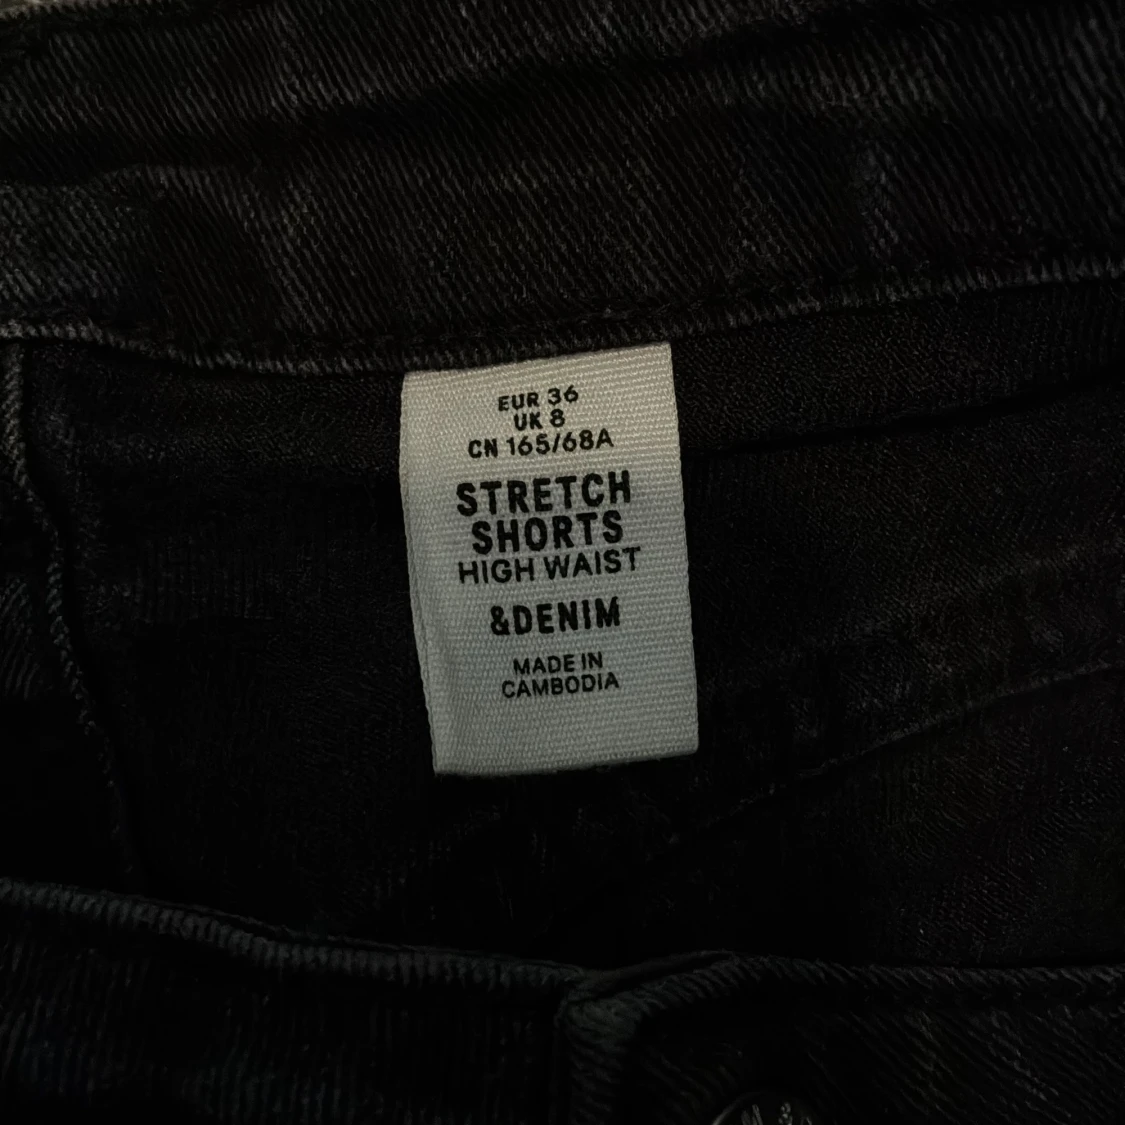 EUR 36
UK 8
CN 165/68A
STRETCH
SHORTS
HIGH WAIST
&DENIM
MADE IN
CAMBODIA